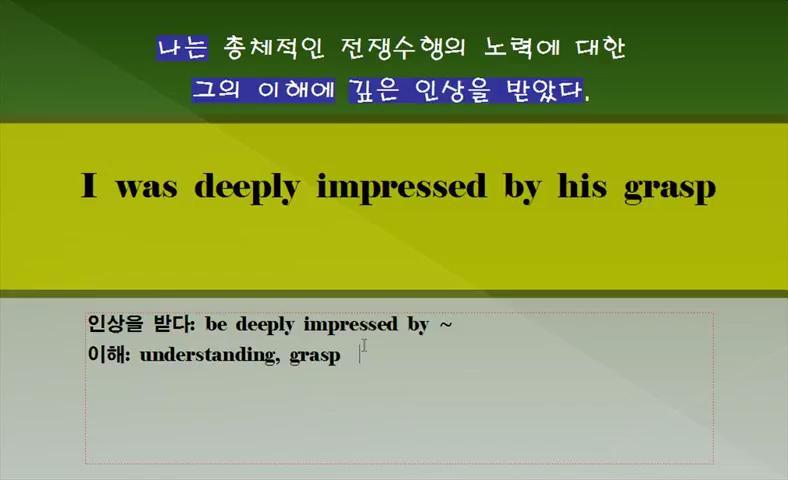 나는 총체적인 전쟁수행의 노력에 대한
그의 이해에 깊은 인상을 받았다.
I was deeply impressed by his grasp
인상을 받다: be deeply impressed by ~
이해: understanding, grasp